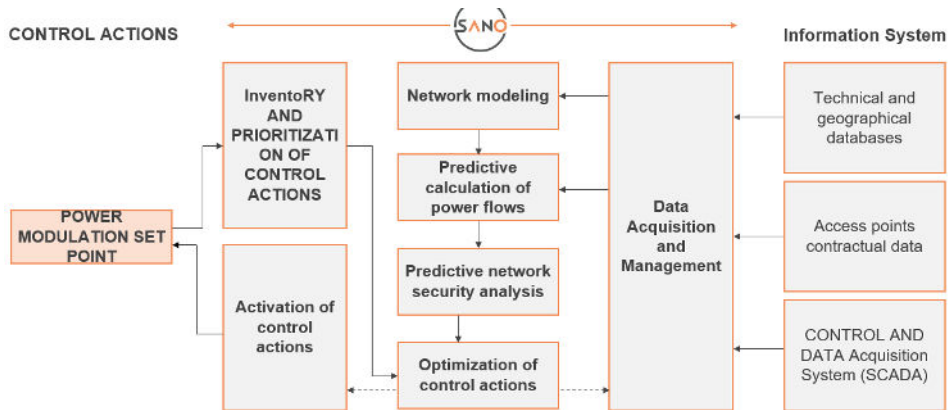 SANO
CONTROL ACTIONS
Information System
InventoRY
AND
PRIORITIZATI
ON OF
CONTROL
ACTIONS
Network modeling
Technical and
geographical
databases
Predictive
calculation of
power flows
POWER
MODULATION SET
POINT
Data
Acquisition
and
Management
Access points
contractual data
Predictive network
security analysis
Activation of
control
actions
Optimization of
control actions
CONTROL AND
DATA Acquisition
System (SCADA)